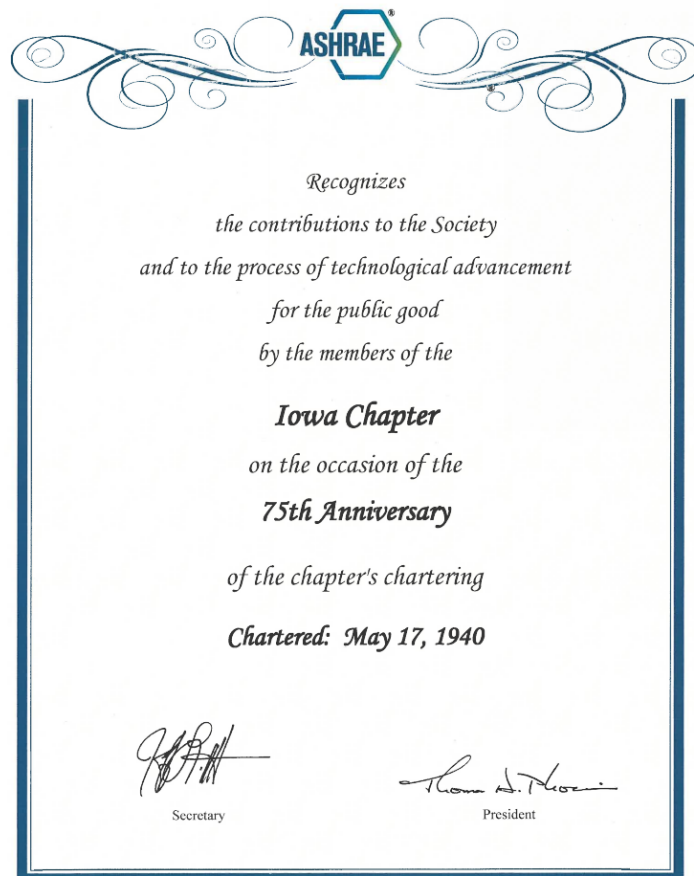 ASHRAE®
Recognizes
the contributions to the Society
and to the process of technological advancement
for the public good
by the members of the
Iowa Chapter
on the occasion of the
75th Anniversary
of the chapter's chartering
Chartered:  May 17, 1940
Secretary
President